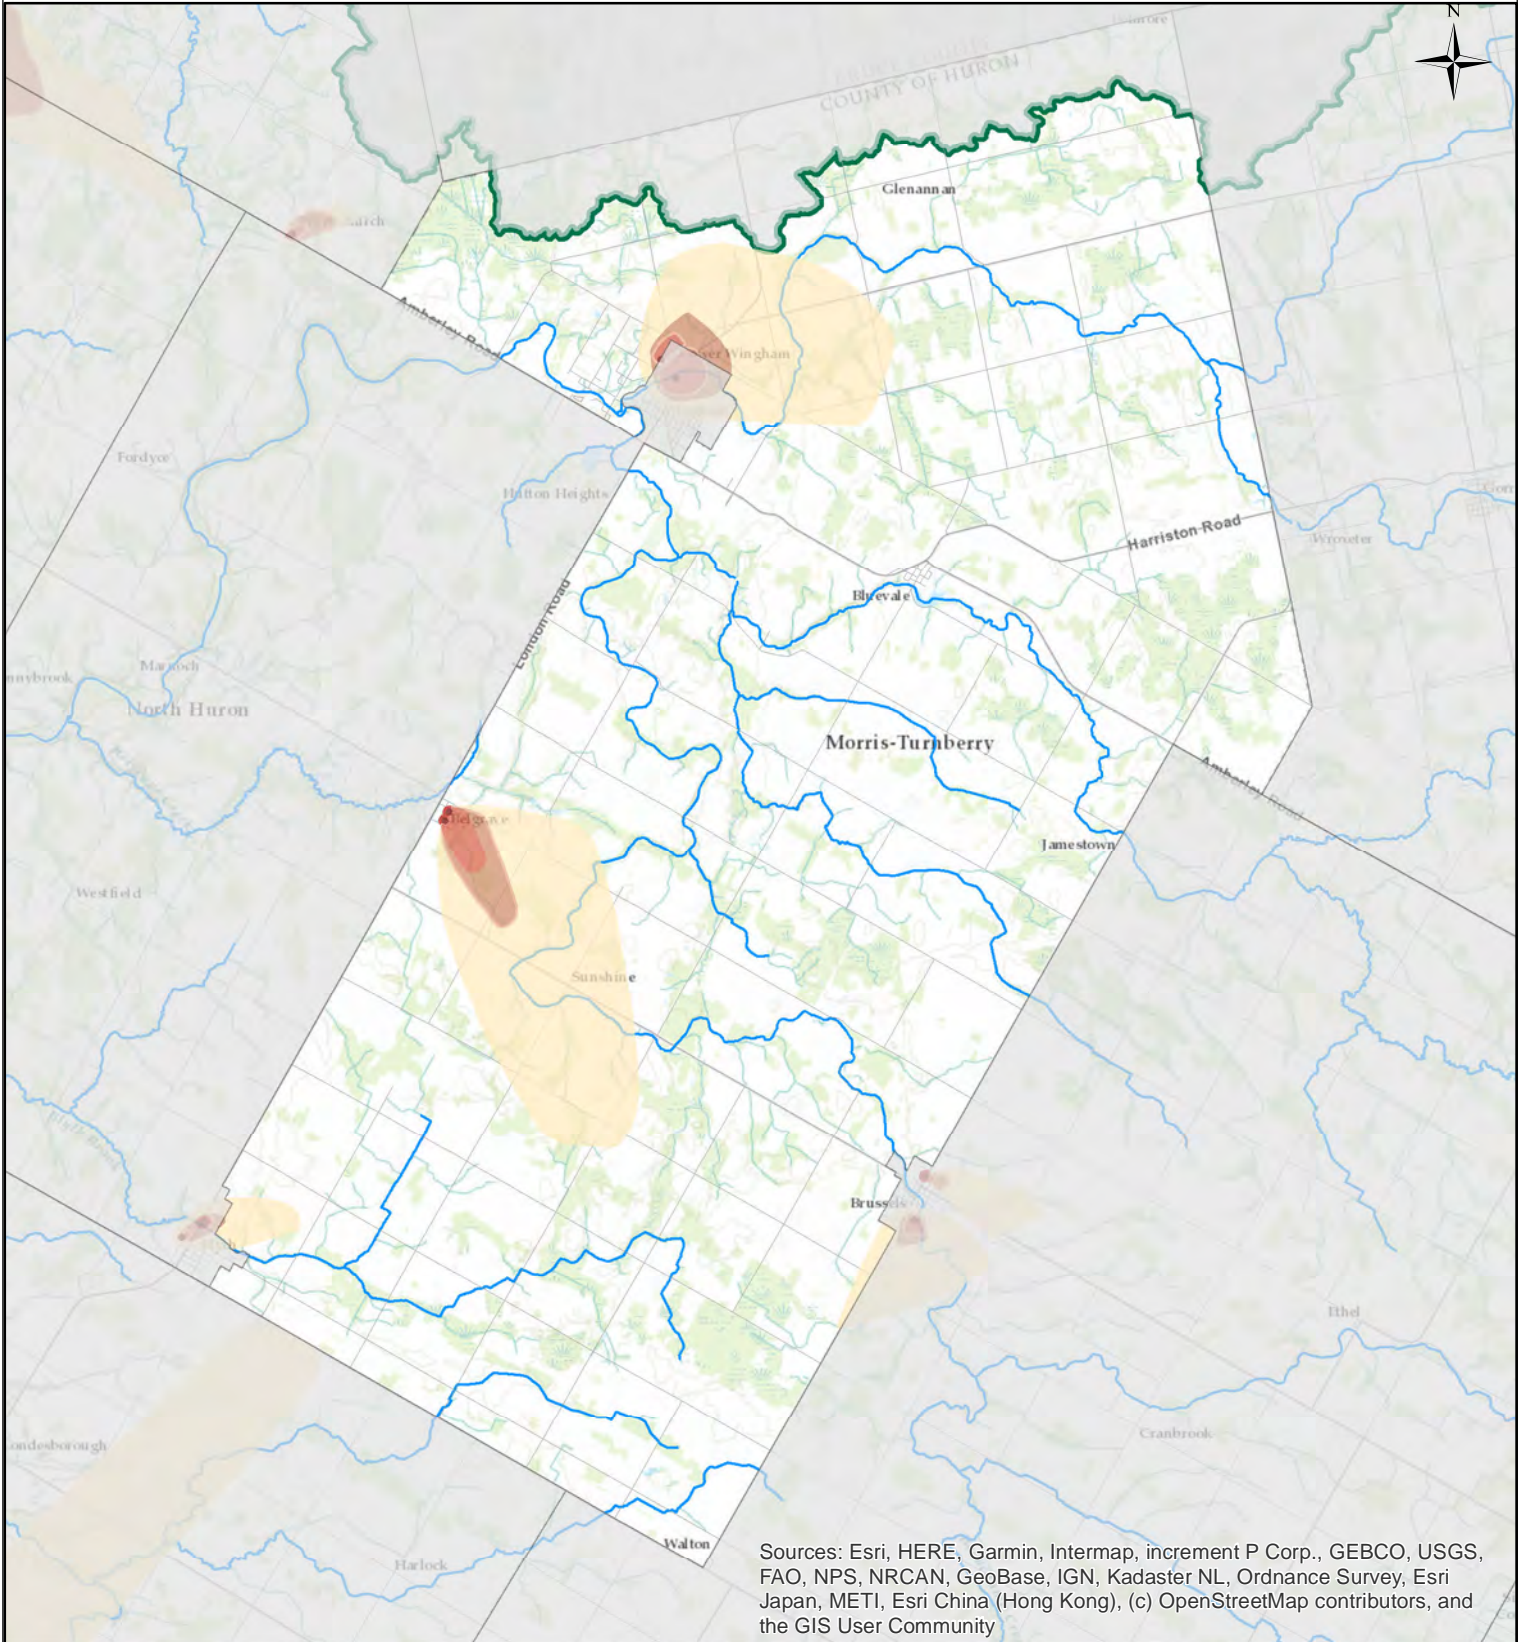 N
COUNTY OF HURON
Glenannan
Amberley Road
Lower Wingham
Fordyce
Hutton Heights
Harriston Road
Wroxeter
Bluevale
London Road
Marnoch
North Huron
Morris-Turnberry
Amberley Road
Belgrave
Jamestown
Westfield
Sunshine
Brussels
Ethel
Cranbrook
Walton
Harlock
Sources: Esri, HERE, Garmin, Intermap, increment P Corp., GEBCO, USGS,
FAO, NPS, NRCAN, GeoBase, IGN, Kadaster NL, Ordnance Survey, Esri
Japan, METI, Esri China (Hong Kong), (c) OpenStreetMap contributors, and
the GIS User Community